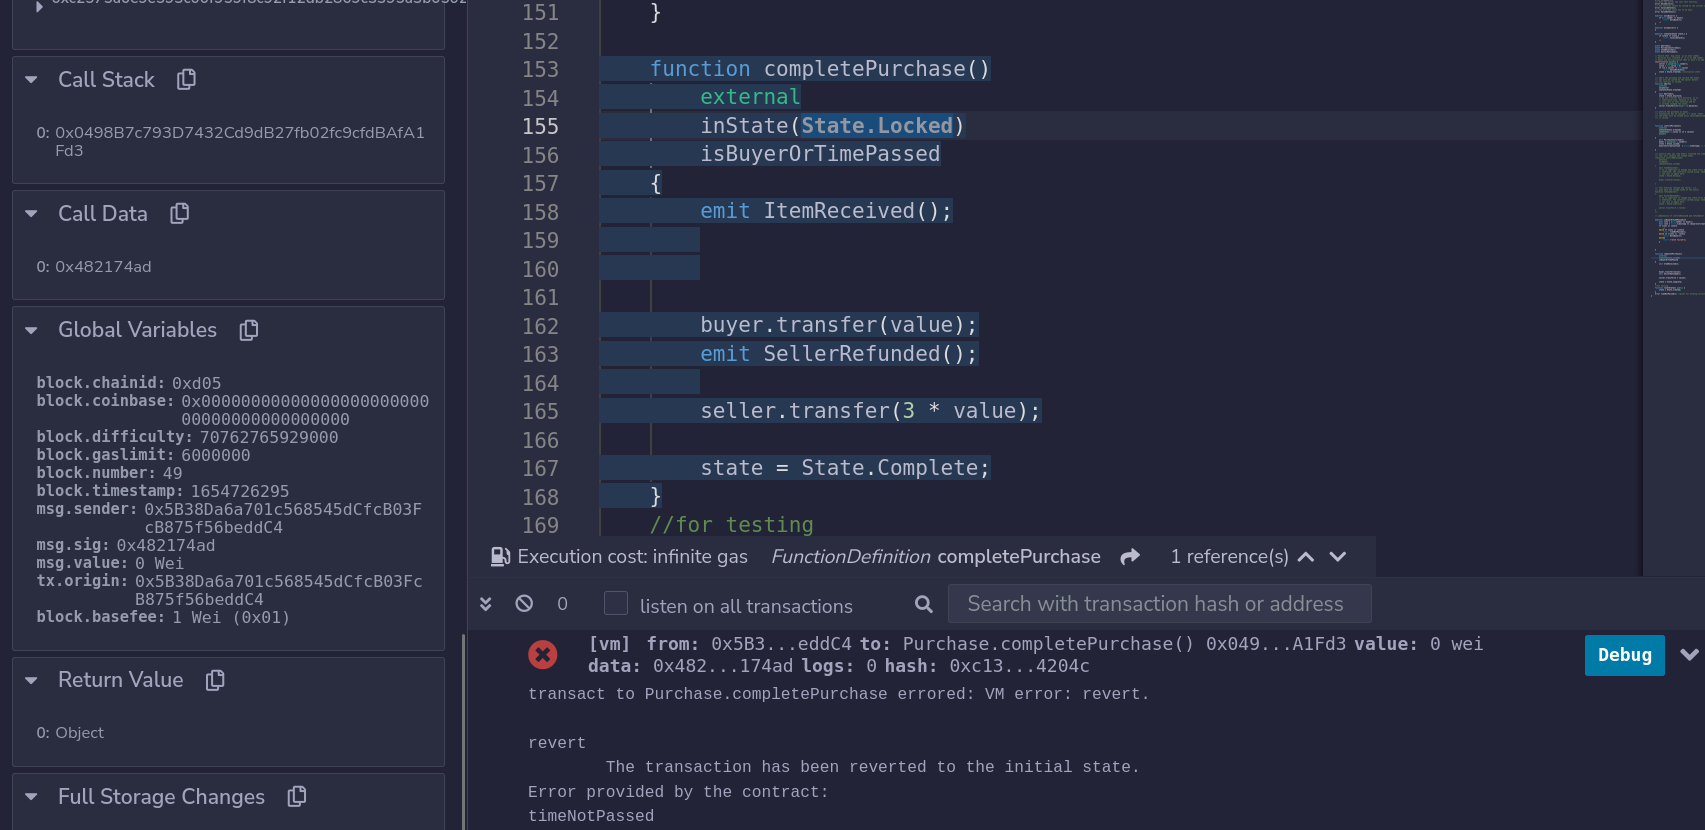 Call Stack
0: 0x0498B7c793D7432Cd9dB27fb02fc9cfdBAfA1
Fd3
Call Data
0: 0x482174ad
Global Variables
block.chainid: 0xd05
block.coinbase: 0x00000000000000000000000
00000000000000000
block.difficulty: 70762765929000
block.gaslimit: 6000000
block.number: 49
block.timestamp: 1654726295
msg.sender: 0x5B38Da6a701c568545dCfcB03F
cB875f56beddC4
msg.sig: 0x482174ad
msg.value: 0 Wei
tx.origin: 0x5B38Da6a701c568545dCfcB03Fc
B875f56beddC4
block.basefee: 1 Wei (0x01)
Return Value
0: Object
Full Storage Changes
151 }
152
153 function completePurchase()
154 external
155 inState(State.Locked)
156 isBuyerOrTimePassed
157 {
158 emit ItemReceived();
159
160
161
162 buyer.transfer(value);
163 emit SellerRefunded();
164
165 seller.transfer(3 * value);
166
167 state = State.Complete;
168 }
169 //for testing
Execution cost: infinite gas FunctionDefinition completePurchase 1 reference(s)
0 listen on all transactions Search with transaction hash or address
[vm] from: 0x5B3...eddC4 to: Purchase.completePurchase() 0x049...A1Fd3 value: 0 wei
data: 0x482...174ad logs: 0 hash: 0xc13...4204c
Debug
transact to Purchase.completePurchase errored: VM error: revert.
revert
The transaction has been reverted to the initial state.
Error provided by the contract:
timeNotPassed